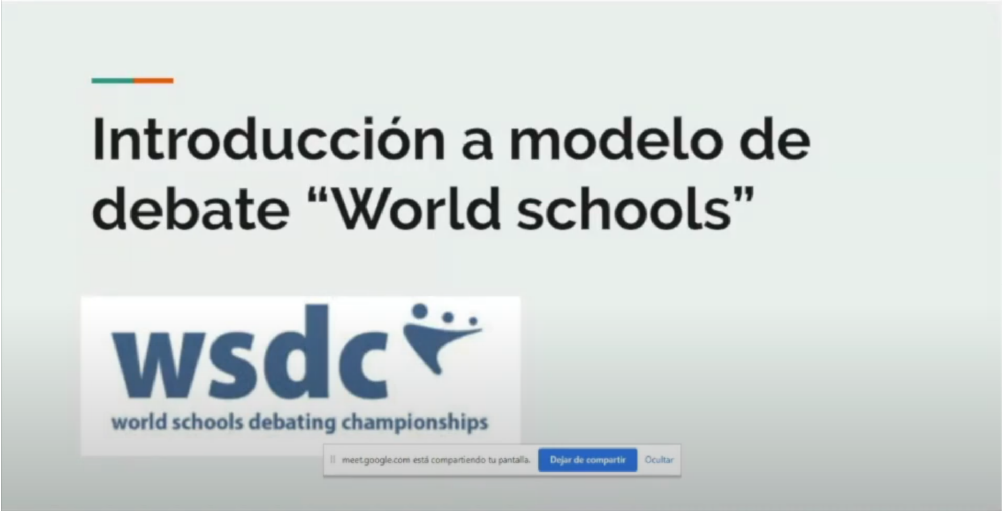 Introducción a modelo de
debate “World schools”
wsdc
world schools debating championships
meet.google.com está compartiendo tu pantalla. Dejar de compartir Ocultar